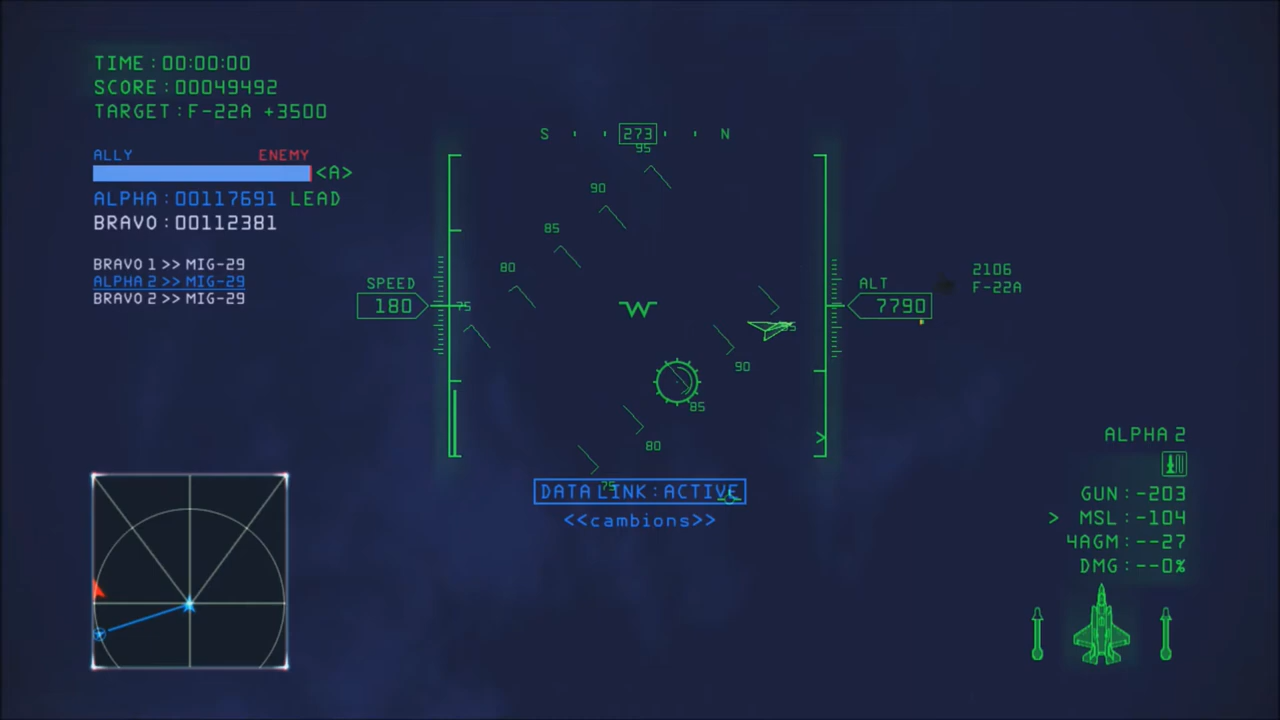 TIME:00:00:00
SCORE:00049492
TARGET:F-22A +3500
ALLY ENEMY
<A>
ALPHA:00117691 LEAD
BRAVO:00112381
BRAVO 1 >> MIG-29
ALPHA 2 >> MIG-29
BRAVO 2 >> MIG-29
S 273 N
95
90
85
80
75
SPEED
180
ALT
7790
2106
F-22A
95
90
85
80
75
DATA LINK:ACTIVE
<<cambions>>
ALPHA 2
GUN:-203
> MSL:-104
4AGM:--27
DMG:--0%